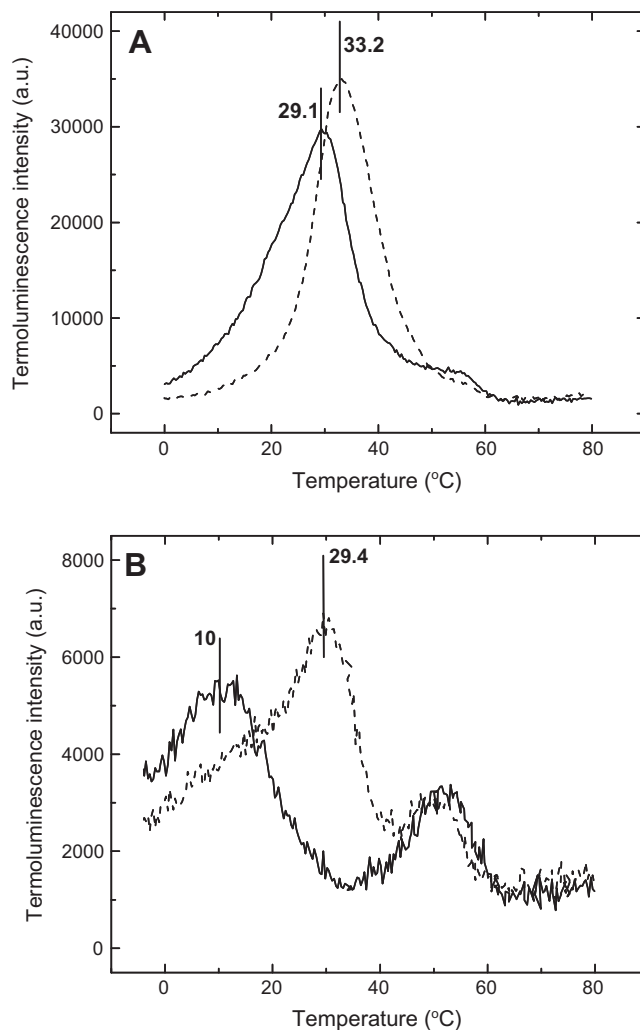 A
33.2
29.1
Termoluminescence intensity (a.u.)
40000
30000
20000
10000
0
0 20 40 60 80
Temperature (°C)
B
29.4
10
Termoluminescence intensity (a.u.)
8000
6000
4000
2000
0
0 20 40 60 80
Temperature (°C)